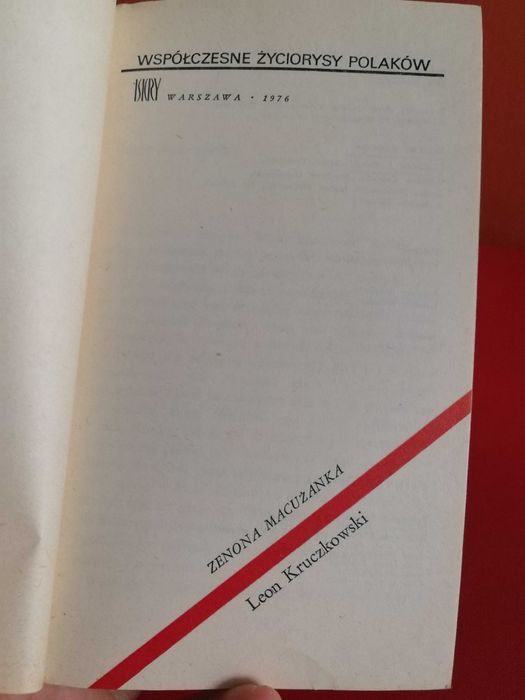 WSPÓŁCZESNE ŻYCIORYSY POLAKÓW
ISKRY WARSZAWA · 1976
ZENONA MACUŻANKA
Leon Kruczkowski